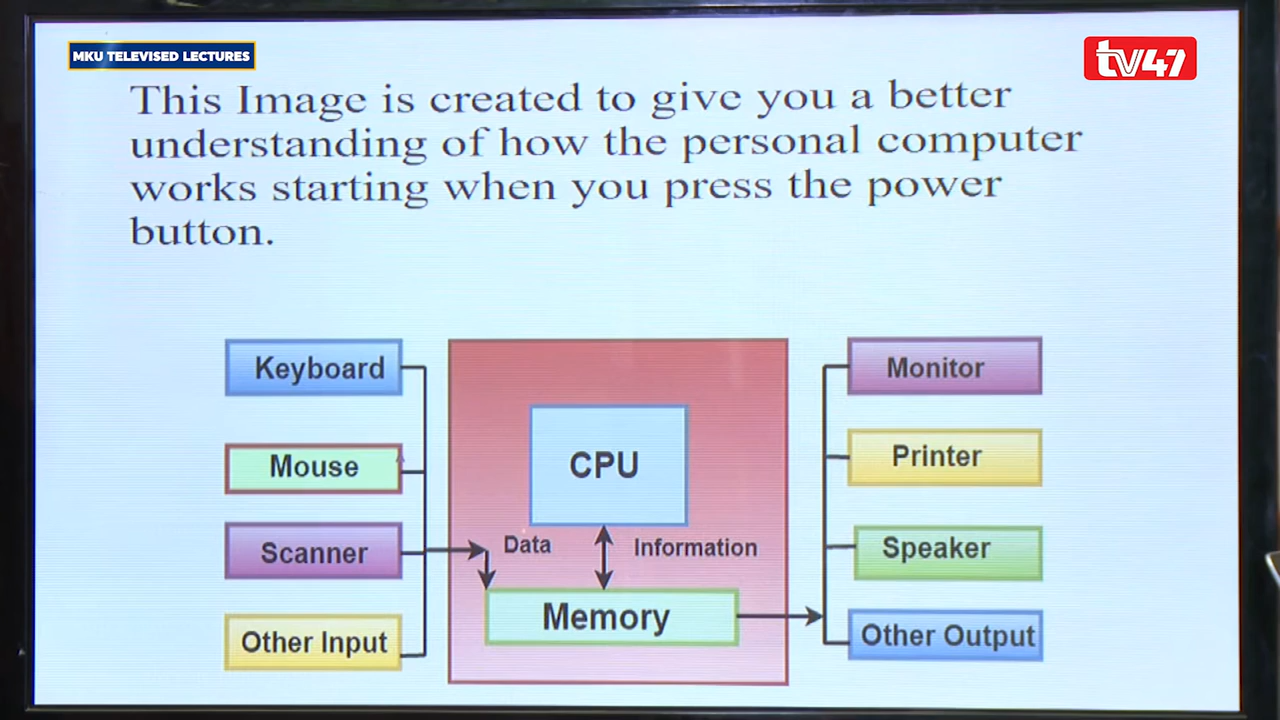 MKU TELEVISED LECTURES
tv47
This Image is created to give you a better
understanding of how the personal computer
works starting when you press the power
button.
Keyboard
Mouse
Scanner
Other Input
CPU
Data
Information
Memory
Monitor
Printer
Speaker
Other Output